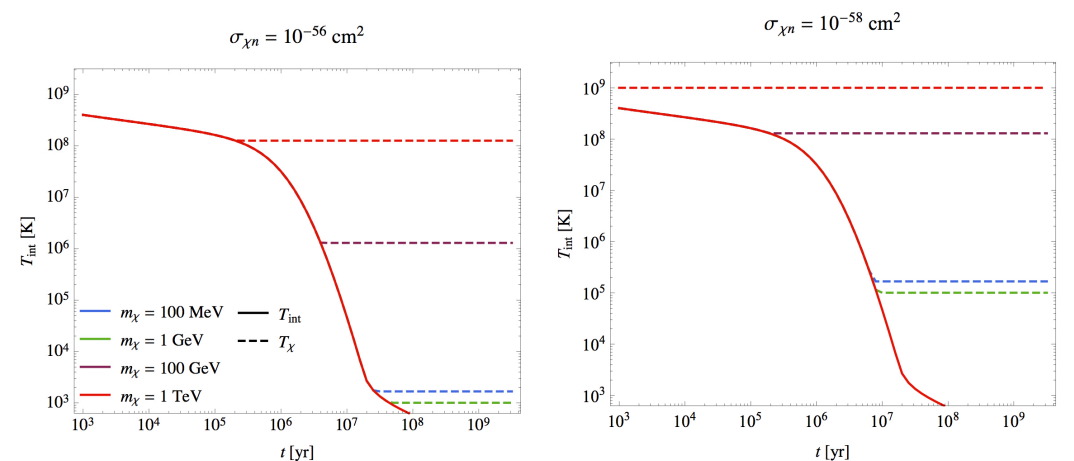 σχn = 10⁻⁵⁶ cm²
Tint [K]
10⁹
10⁸
10⁷
10⁶
10⁵
10⁴
10³
mχ = 100 MeV
mχ = 1 GeV
mχ = 100 GeV
mχ = 1 TeV
Tint
Tχ
10³ 10⁴ 10⁵ 10⁶ 10⁷ 10⁸ 10⁹
t [yr]
σχn = 10⁻⁵⁸ cm²
Tint [K]
10⁹
10⁸
10⁷
10⁶
10⁵
10⁴
10³
10³ 10⁴ 10⁵ 10⁶ 10⁷ 10⁸ 10⁹
t [yr]